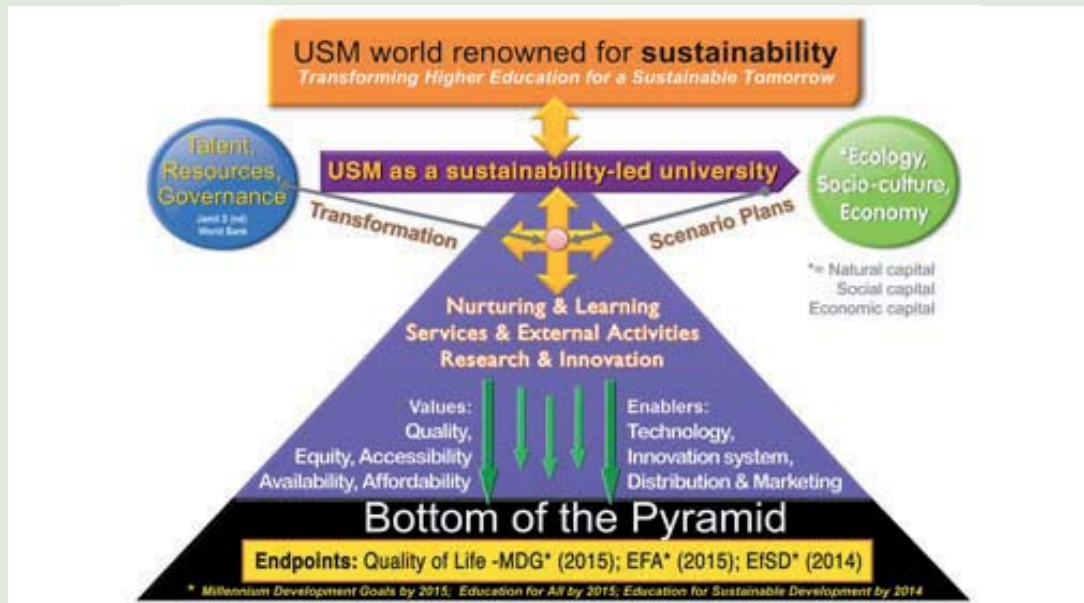 USM world renowned for sustainability
Transforming Higher Education for a Sustainable Tomorrow
Talent,
Resources,
Governance
Jamil S (nd)
World Bank
USM as a sustainability-led university
*Ecology,
Socio-culture,
Economy
Transformation
Scenario Plans
*= Natural capital
Social capital
Economic capital
Nurturing & Learning
Services & External Activities
Research & Innovation
Values:
Quality,
Equity, Accessibility
Availability, Affordability
Enablers:
Technology,
Innovation system,
Distribution & Marketing
Bottom of the Pyramid
Endpoints: Quality of Life -MDG* (2015); EFA* (2015); EfSD* (2014)
* Millennium Development Goals by 2015; Education for All by 2015; Education for Sustainable Development by 2014